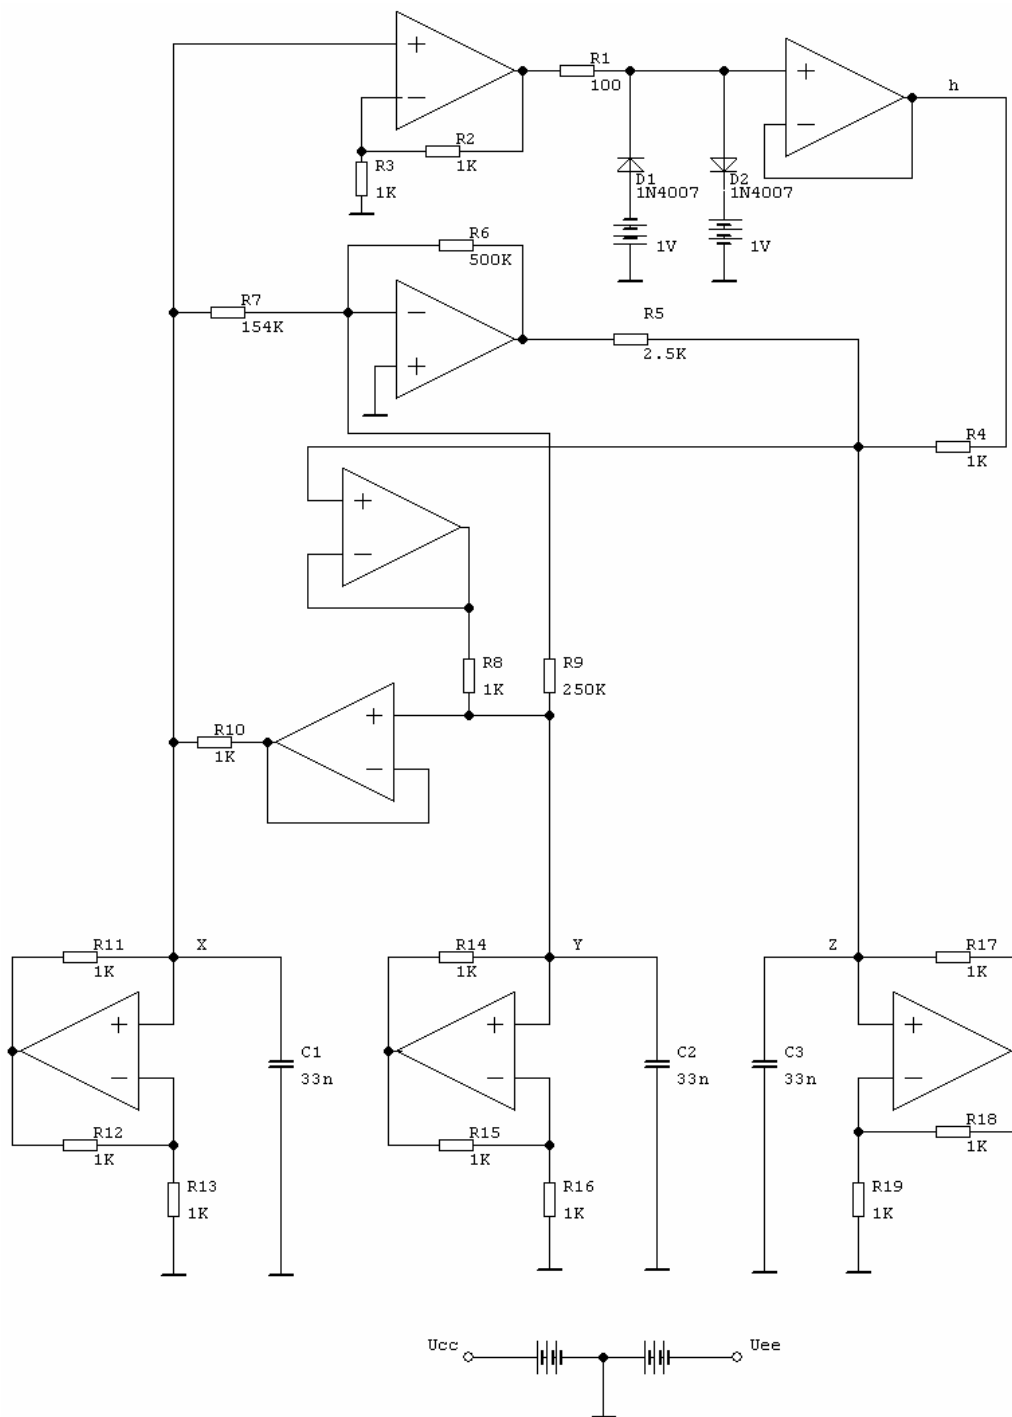 R1
100
h
R2
1K
R3
1K
D1
1N4007
D2
1N4007
1V
1V
R6
500K
R7
154K
R5
2.5K
R4
1K
R8
1K
R9
250K
R10
1K
R11
1K
X
R14
1K
Y
Z
R17
1K
C1
33n
C2
33n
C3
33n
R12
1K
R15
1K
R18
1K
R13
1K
R16
1K
R19
1K
Ucc
Uee